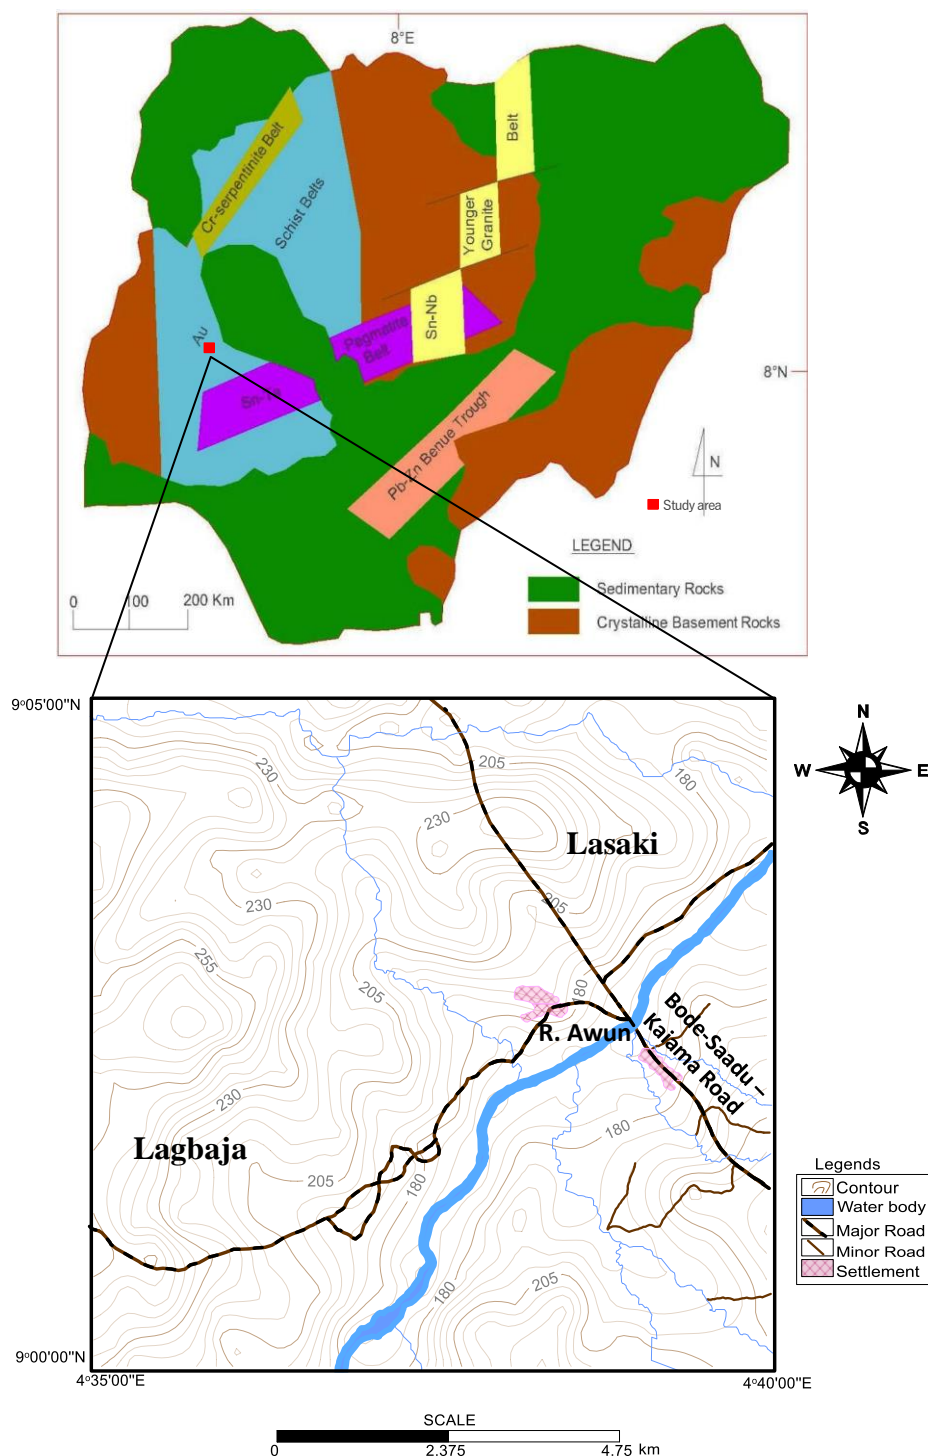 8°E
Belt
Cr-serpentinite Belt
Schist Belts
Younger
Granite
Sn-Nb
Au
Pegmatite
Belt
8°N
Pb-Zn Benue Trough
N
Study area
LEGEND
Sedimentary Rocks
Crystalline Basement Rocks
0 100 200 Km
9°05'00"N
230
205
180
230
Lasaki
230
205
255
205
180
R. Awun
Bode-Saadu –
Kaiama Road
230
180
Lagbaja
205
180
180
205
9°00'00"N
4°35'00"E
4°40'00"E
N
W
E
S
Legends
Contour
Water body
Major Road
Minor Road
Settlement
SCALE
0 2.375 4.75 km